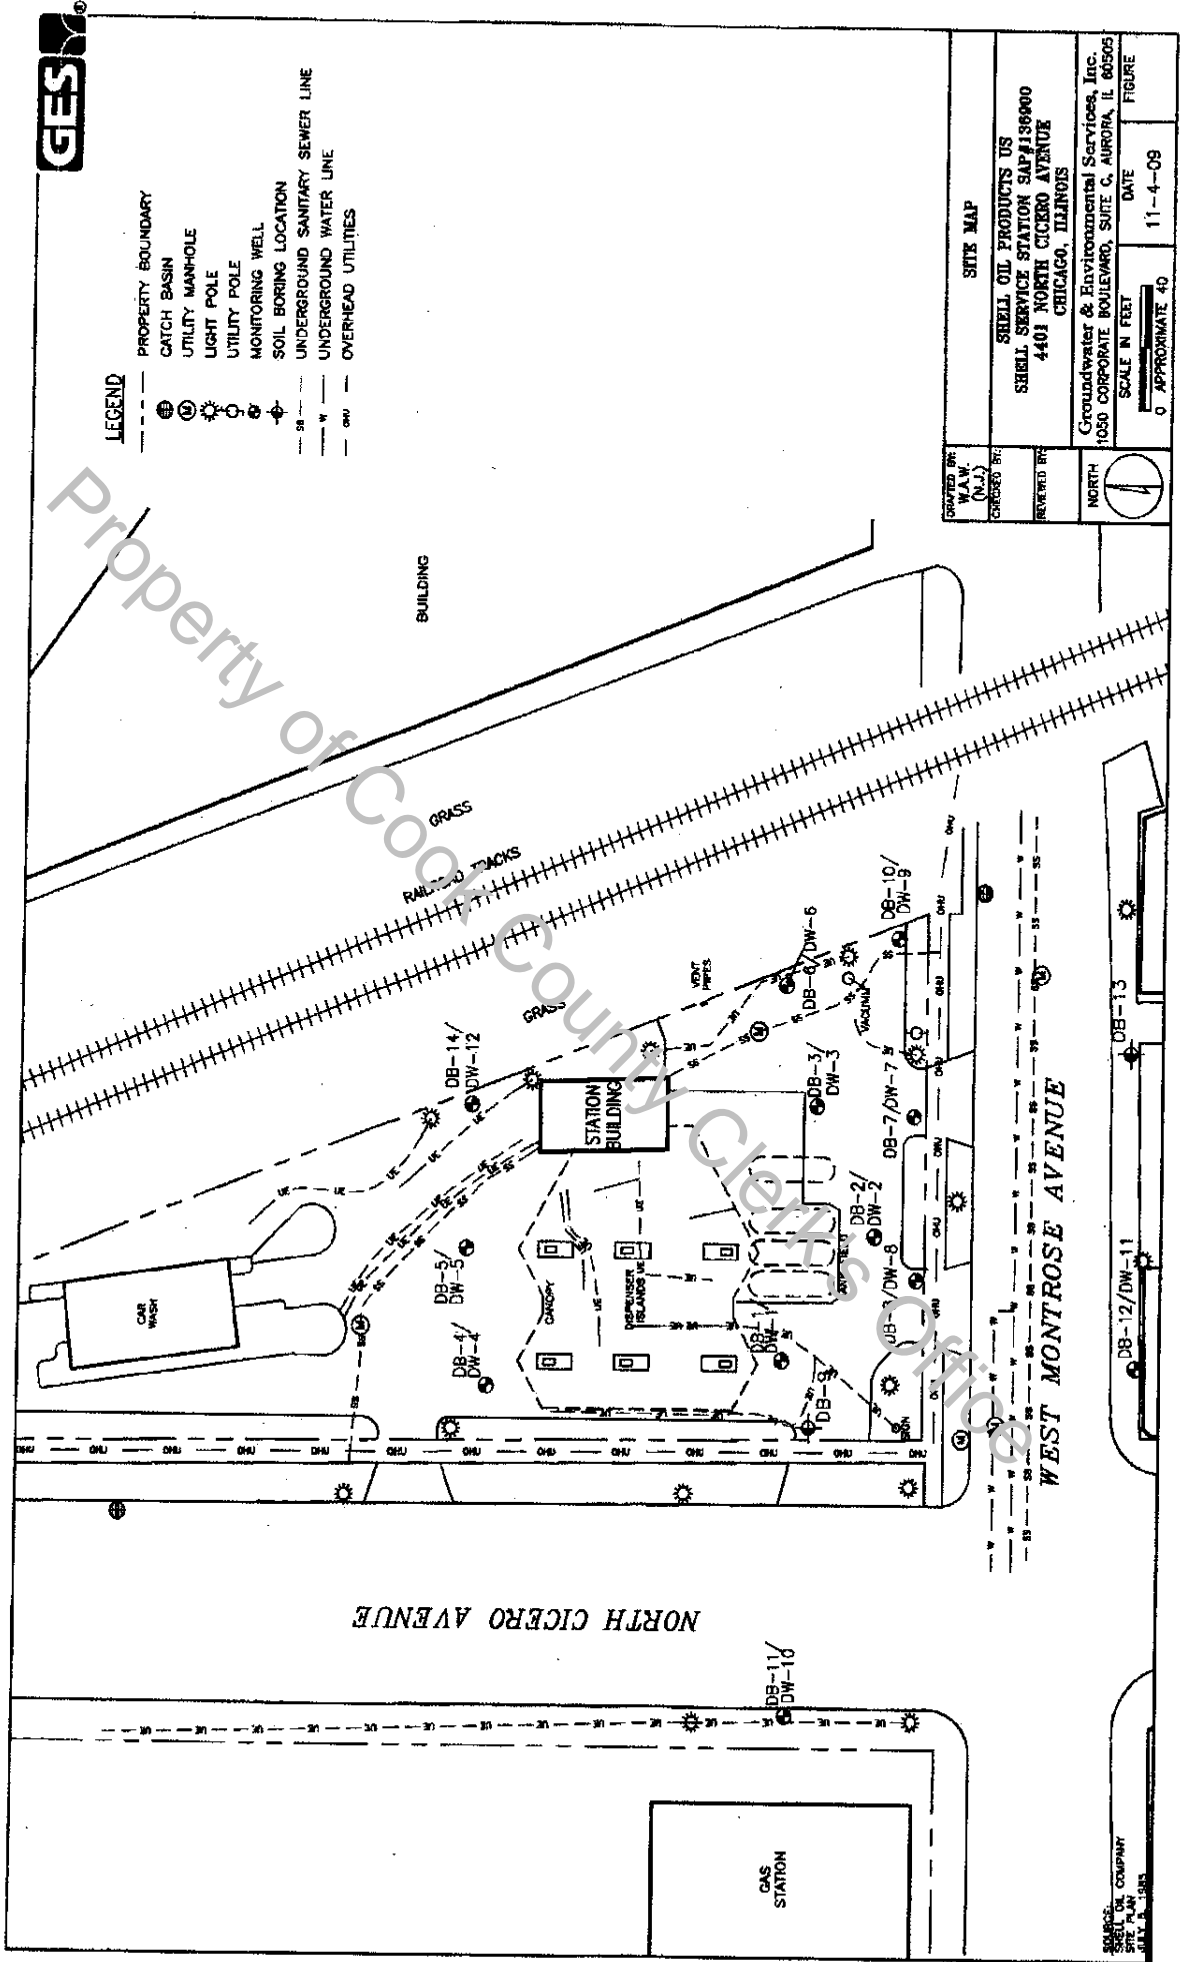 GES
®
LEGEND
PROPERTY BOUNDARY
CATCH BASIN
UTILITY MANHOLE
LIGHT POLE
UTILITY POLE
MONITORING WELL
SOIL BORING LOCATION
UNDERGROUND SANITARY SEWER LINE
UNDERGROUND WATER LINE
OVERHEAD UTILITIES
BUILDING
GRASS
RAILROAD TRACKS
GRASS
VENT
PIPES
VACUUM
STATION
BUILDING
CAR
WASH
CANOPY
DISPENSER
ISLANDS
SIGN
DB-14/
DW-12
DB-10/
DW-9
DB-6/DW-6
DB-3/
DW-3
DB-7/DW-7
DB-2/
DW-2
DB-5/
DW-5
DB-4/
DW-4
DB-1/
DW-1
DB-9
DB-13
DB-12/DW-11
DB-11/
DW-10
WEST MONTROSE AVENUE
NORTH CICERO AVENUE
GAS
STATION
SOURCE:
SHELL OIL COMPANY
SITE PLAN
DRAFTED BY:
W.A.W.
(N.J.)
CHECKED BY:
REVIEWED BY:
NORTH
SITE MAP
SHELL OIL PRODUCTS US
SHELL SERVICE STATION SAP#136900
4401 NORTH CICERO AVENUE
CHICAGO, ILLINOIS
Groundwater & Environmental Services, Inc.
1050 CORPORATE BOULEVARD, SUITE C, AURORA, IL 60505
SCALE IN FEET
0 APPROXIMATE 40
DATE
11-4-09
FIGURE
Property of Cook County Clerk's Office